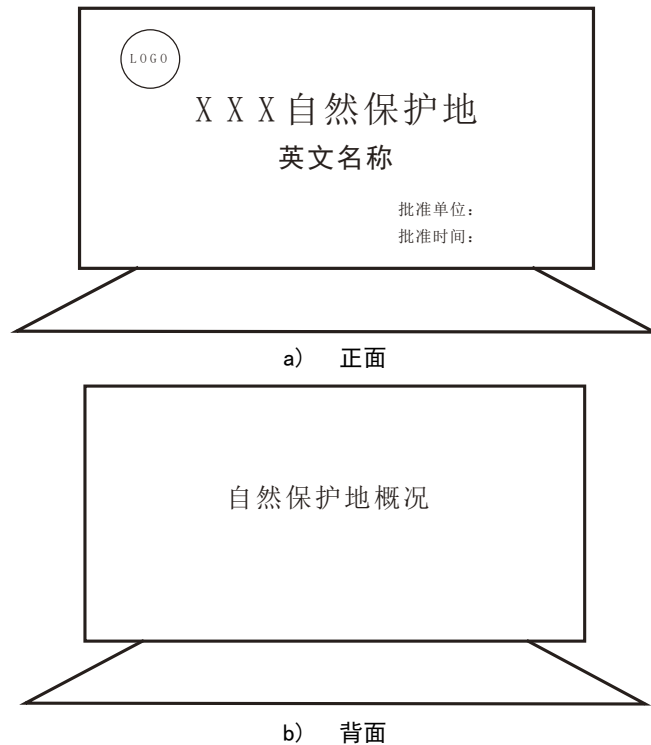 LOGO
XXX自然保护地
英文名称
批准单位：
批准时间：
a） 正面
自然保护地概况
b） 背面